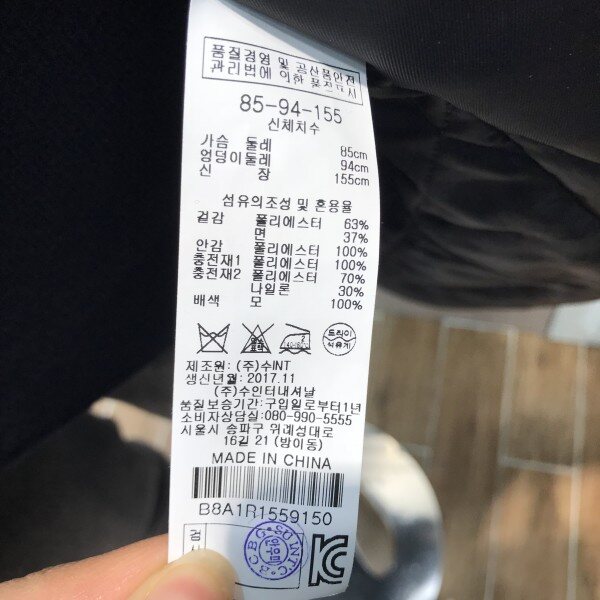 품질경영 및 공산품안전
관리법에 의한 품질표시
85-94-155
신체치수
가슴 둘레 85cm
엉덩이둘레 94cm
신 장 155cm
섬유의조성 및 혼용율
겉감 폴리에스터 63%
면 37%
안감 폴리에스터 100%
충전재1 폴리에스터 100%
충전재2 폴리에스터 70%
나일론 30%
배색 모 100%
드라이
석유계
제조원: (주)수INT
생산년월: 2017.11
(주)수인터내셔날
품질보증기간: 구입일로부터1년
소비자상담실: 080-990-5555
서울시 송파구 위례성대로
16길 21 (방이동)
MADE IN CHINA
B8A1R1559150
검